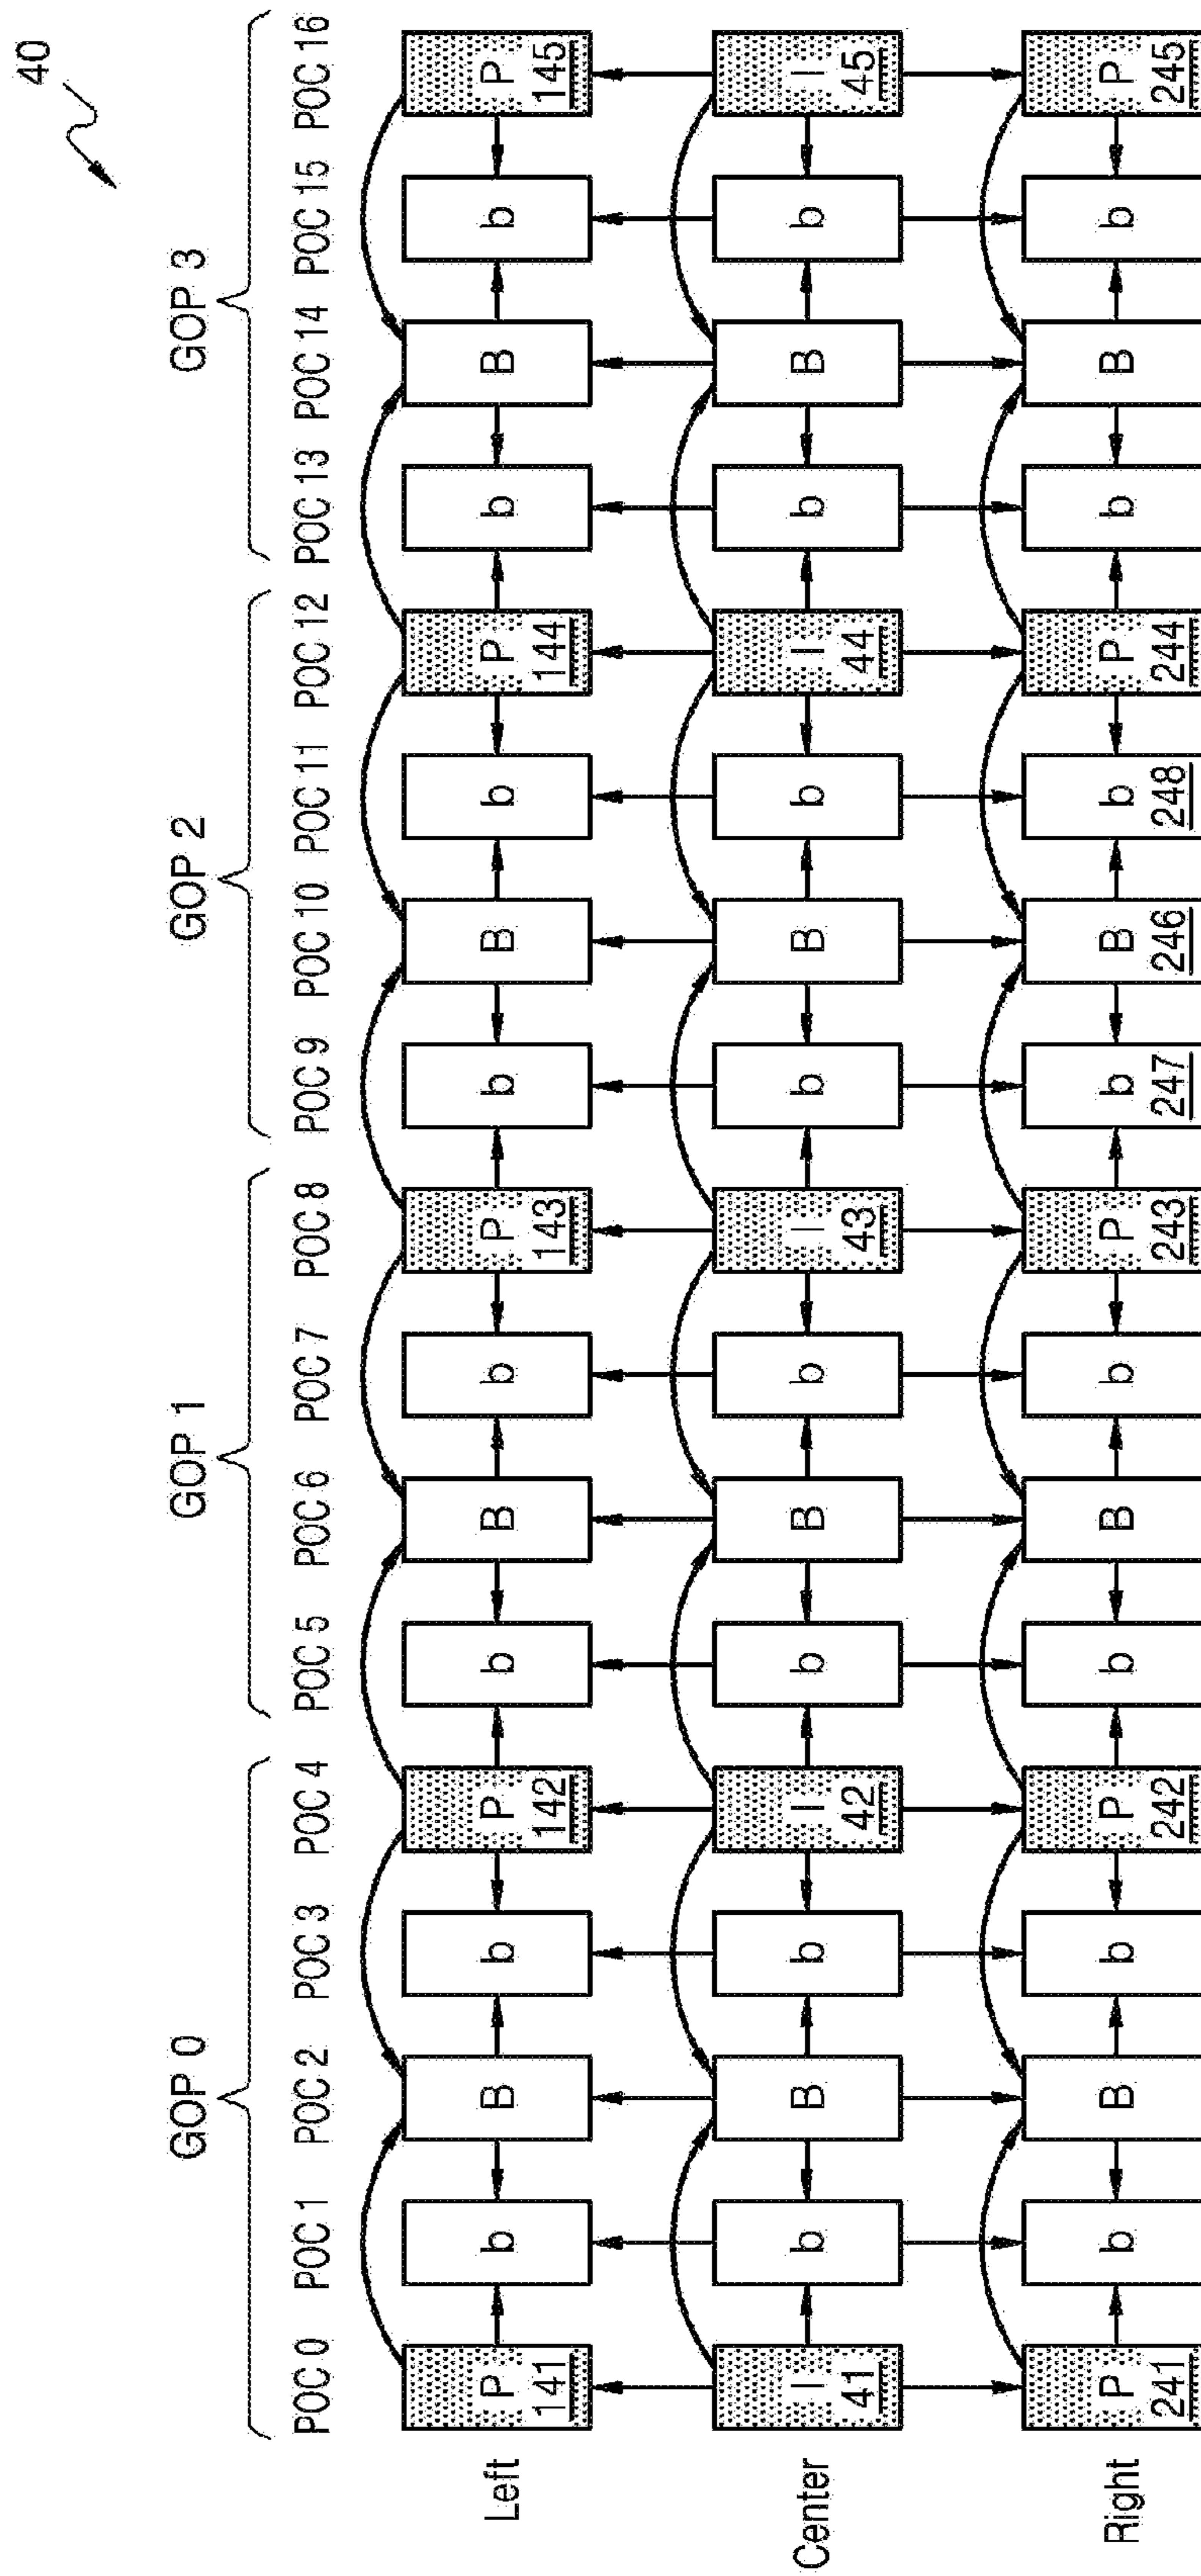 40
GOP 0 GOP 1 GOP 2 GOP 3
POC 0 POC 1 POC 2 POC 3 POC 4 POC 5 POC 6 POC 7 POC 8 POC 9 POC 10 POC 11 POC 12 POC 13 POC 14 POC 15 POC 16
Left P 141 b B b P 142 b B b P 143 b B b P 144 b B b P 145
Center I 41 b B b I 42 b B b I 43 b B b I 44 b B b I 45
Right P 241 b B b P 242 b B b P 243 b 247 B 246 b 248 P 244 b B b P 245